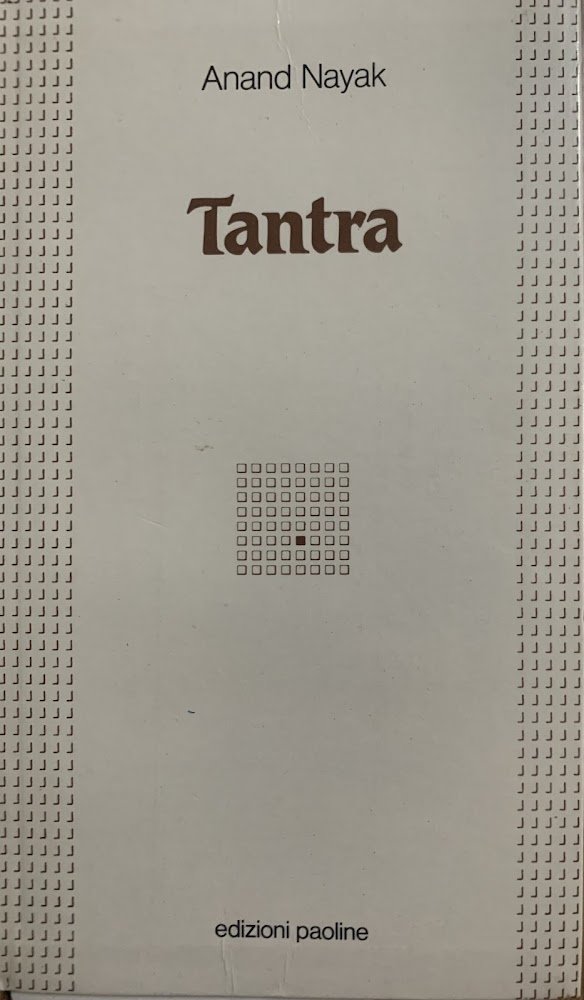 Anand Nayak
Tantra
edizioni paoline